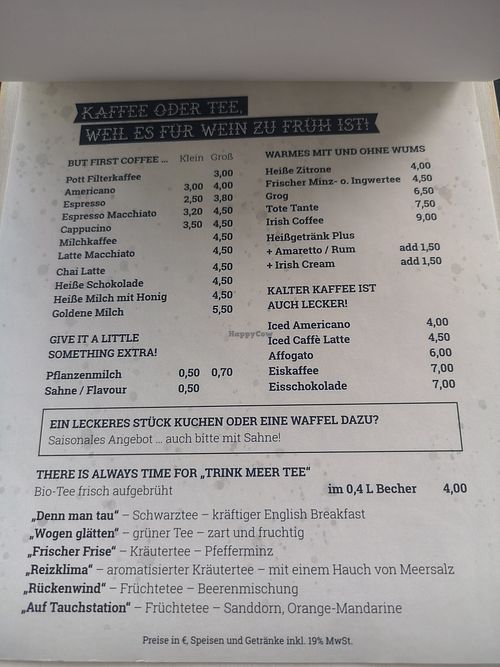 KAFFEE ODER TEE,
WEIL ES FÜR WEIN ZU FRÜH IST!
BUT FIRST COFFEE ... Klein Groß
Pott Filterkaffee 3,00
Americano 3,00 4,00
Espresso 2,50 3,80
Espresso Macchiato 3,20 4,50
Cappucino 3,50 4,50
Milchkaffee 4,50
Latte Macchiato 4,50
Chai Latte 4,50
Heiße Schokolade 4,50
Heiße Milch mit Honig 4,50
Goldene Milch 5,50
GIVE IT A LITTLE
SOMETHING EXTRA!
Pflanzenmilch 0,50 0,70
Sahne / Flavour 0,50
WARMES MIT UND OHNE WUMS
Heiße Zitrone 4,00
Frischer Minz- o. Ingwertee 4,50
Grog 6,50
Tote Tante 7,50
Irish Coffee 9,00
Heißgetränk Plus
+ Amaretto / Rum add 1,50
+ Irish Cream add 1,50
KALTER KAFFEE IST
AUCH LECKER!
Iced Americano 4,00
Iced Caffè Latte 4,50
Affogato 6,00
Eiskaffee 7,00
Eisschokolade 7,00
HappyCow
EIN LECKERES STÜCK KUCHEN ODER EINE WAFFEL DAZU?
Saisonales Angebot ... auch bitte mit Sahne!
THERE IS ALWAYS TIME FOR „TRINK MEER TEE“
Bio-Tee frisch aufgebrüht im 0,4 L Becher 4,00
„Denn man tau“ – Schwarztee – kräftiger English Breakfast
„Wogen glätten“ – grüner Tee – zart und fruchtig
„Frischer Frise“ – Kräutertee – Pfefferminz
„Reizklima“ – aromatisierter Kräutertee – mit einem Hauch von Meersalz
„Rückenwind“ – Früchtetee – Beerenmischung
„Auf Tauchstation“ – Früchtetee – Sanddorn, Orange-Mandarine
Preise in €, Speisen und Getränke inkl. 19% MwSt.